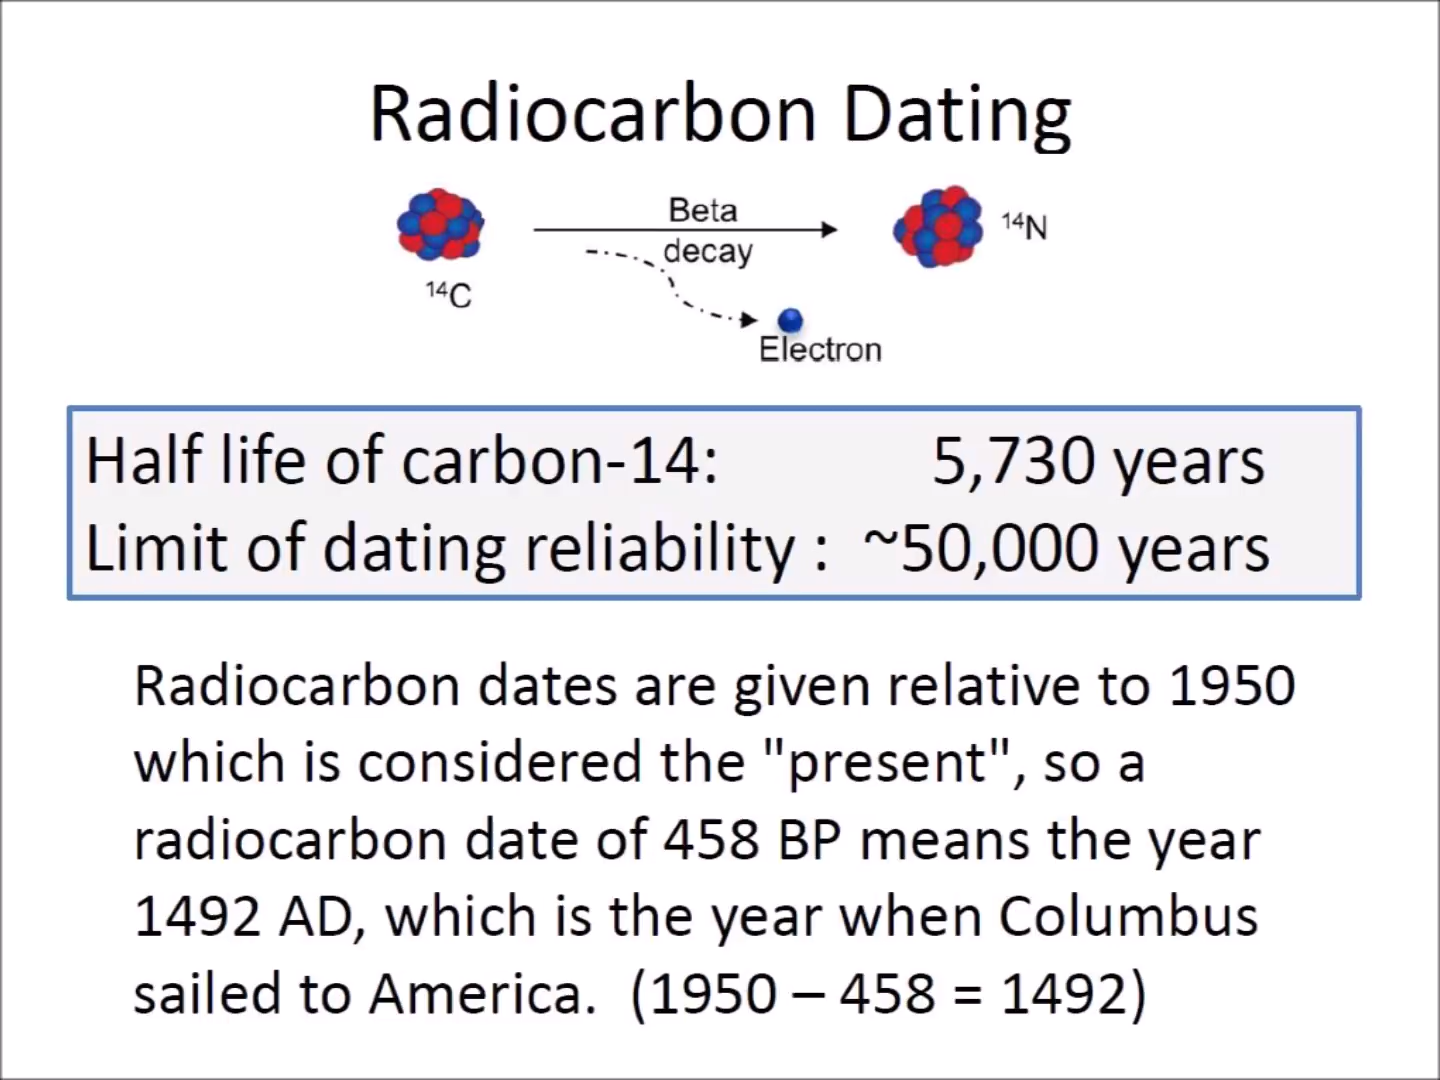 Radiocarbon Dating
Beta
decay
¹⁴N
¹⁴C
Electron
Half life of carbon-14: 5,730 years
Limit of dating reliability : ~50,000 years
Radiocarbon dates are given relative to 1950
which is considered the "present", so a
radiocarbon date of 458 BP means the year
1492 AD, which is the year when Columbus
sailed to America. (1950 – 458 = 1492)